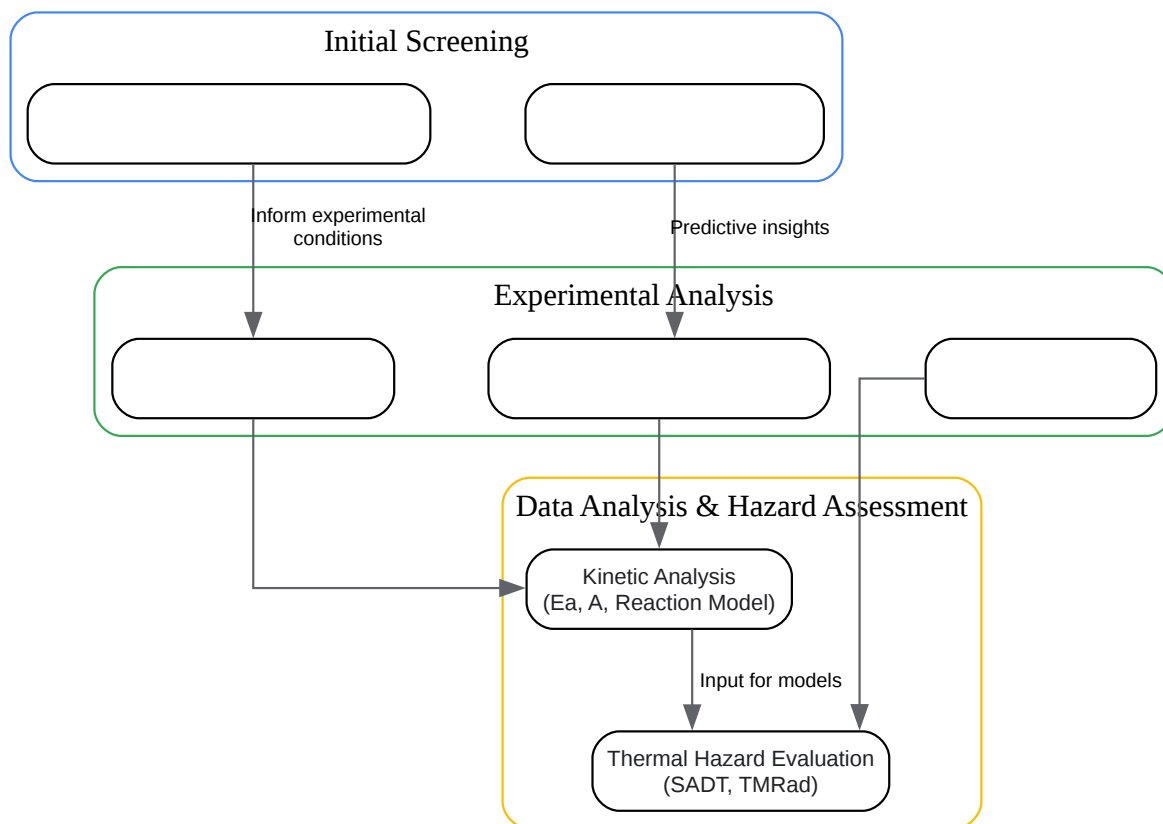 Initial Screening
Inform experimental
conditions
Predictive insights
Experimental Analysis
Data Analysis & Hazard Assessment
Kinetic Analysis
(Ea, A, Reaction Model)
Input for models
Thermal Hazard Evaluation
(SADT, TMRad)